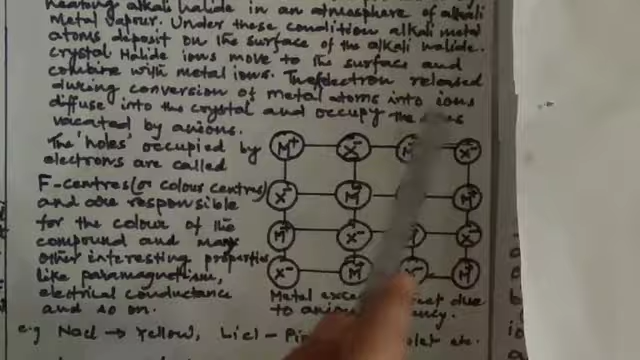 heating alkali halide in an atmosphere of alkali
Metal vapour. Under these condition alkali metal
atoms deposit on the surface of the alkali halide.
crystal Halide ions move to the surface and
combine with metal ions. The electron released
during conversion of metal atoms into ions
diffuse into the crystal and occupy the
vacated by anions.
The 'holes' occupied by
electrons are called
F-centres (or colour centres)
and are responsible
for the colour of the
compound and many
other interesting properties
like paramagnetism,
electrical conductance
and so on.
M+ X- X-
X- M+ M+
M+ X- X-
X- M+ X- M+
Metal excess due
to anion
e.g NaCl → Yellow, LiCl - Pin etc.